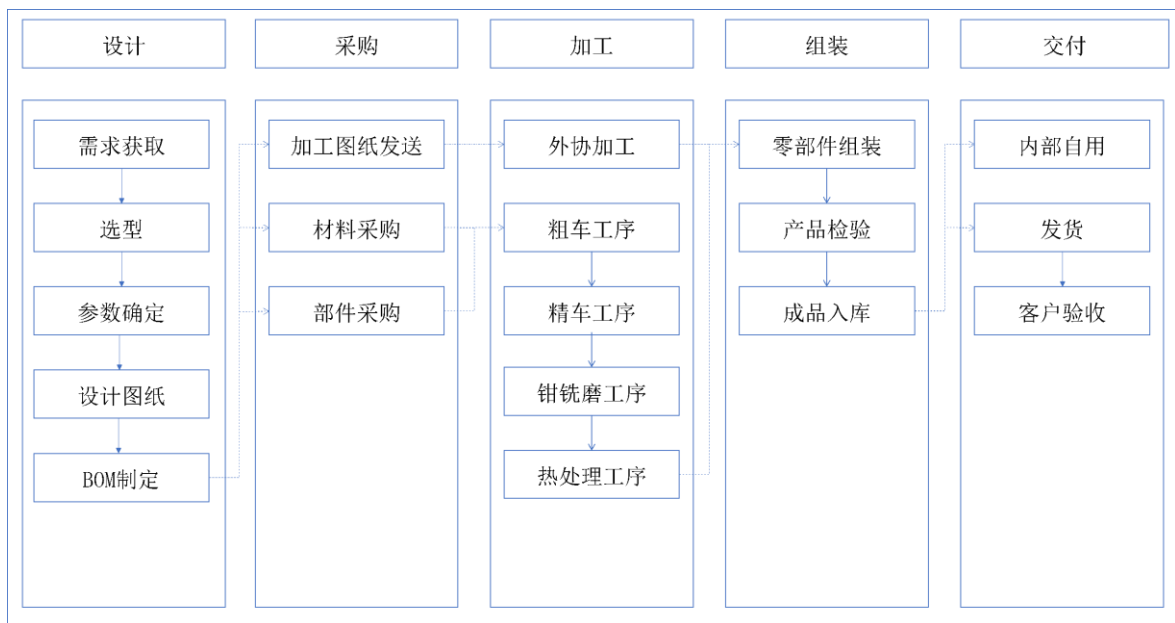 设计
采购
加工
组装
交付
需求获取
选型
参数确定
设计图纸
BOM制定
加工图纸发送
材料采购
部件采购
外协加工
粗车工序
精车工序
钳铣磨工序
热处理工序
零部件组装
产品检验
成品入库
内部自用
发货
客户验收